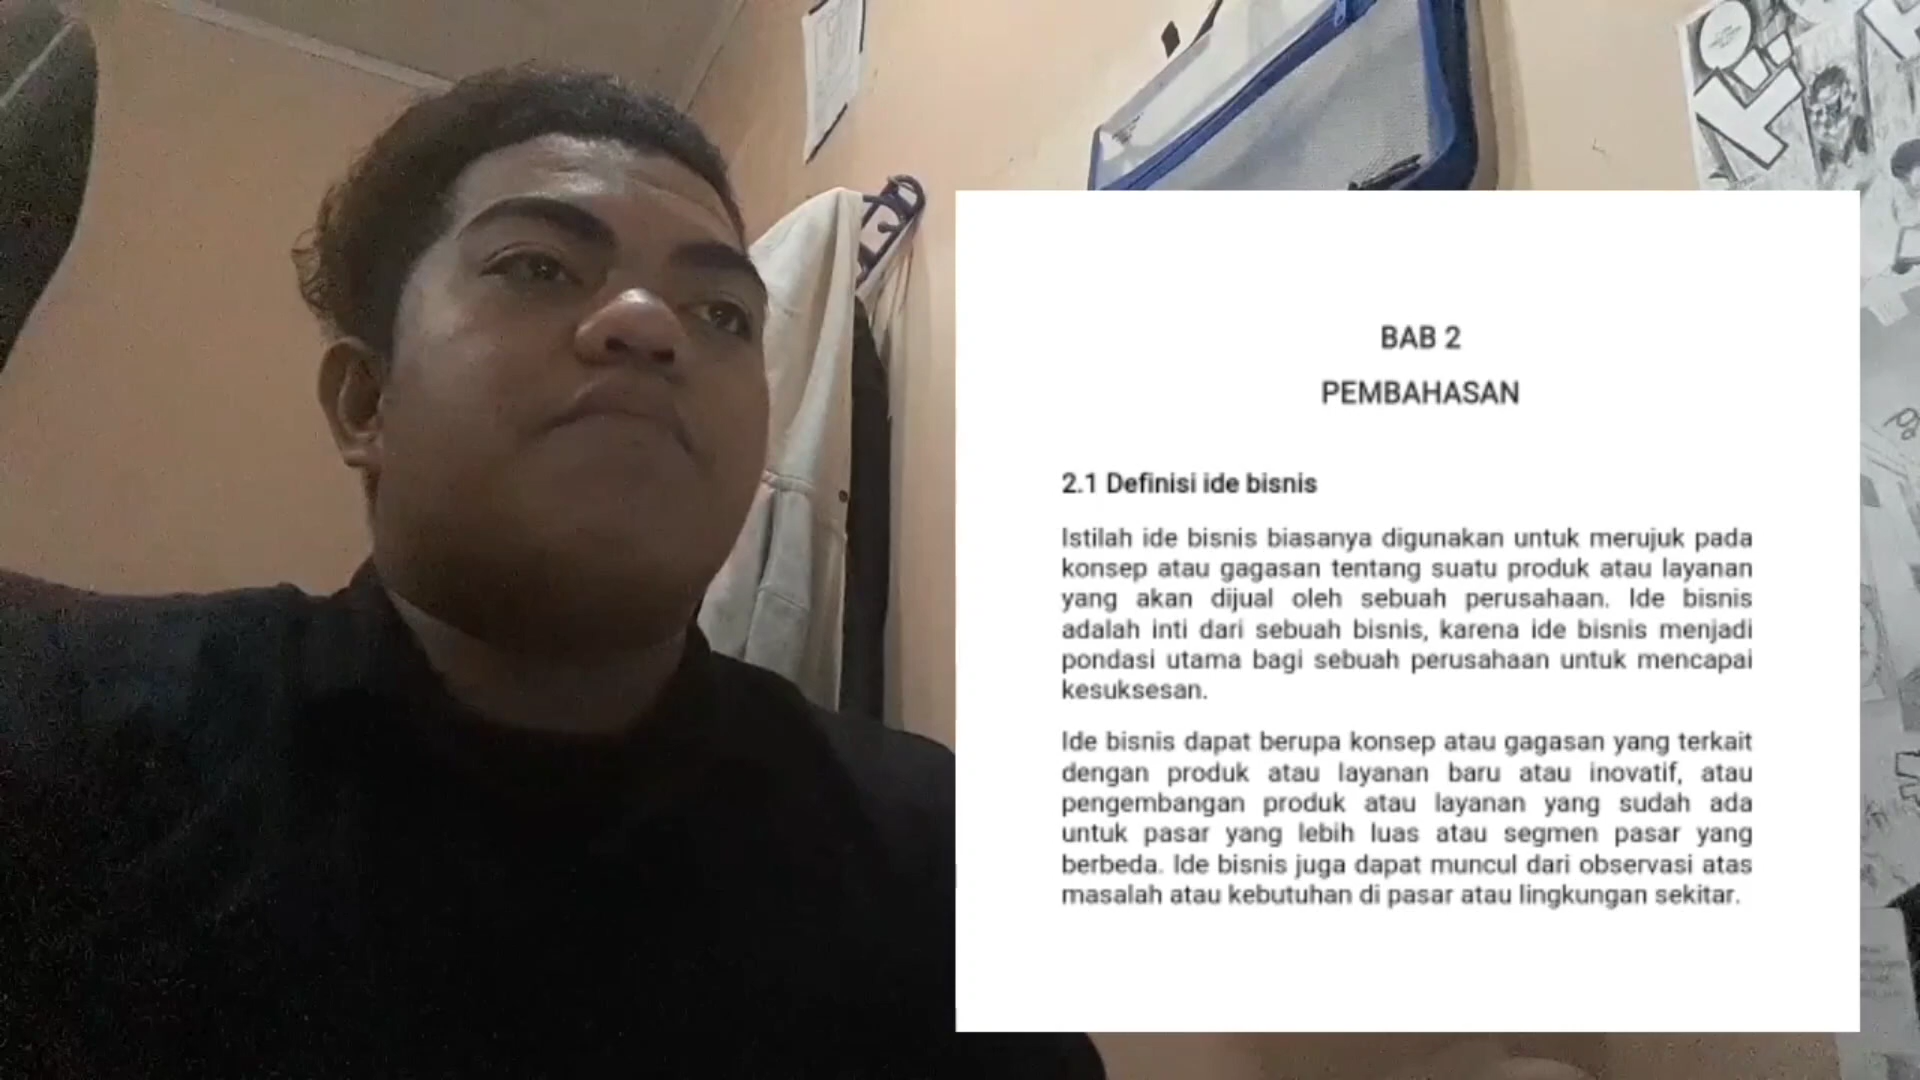 BAB 2
PEMBAHASAN
2.1 Definisi ide bisnis
Istilah ide bisnis biasanya digunakan untuk merujuk pada
konsep atau gagasan tentang suatu produk atau layanan
yang akan dijual oleh sebuah perusahaan. Ide bisnis
adalah inti dari sebuah bisnis, karena ide bisnis menjadi
pondasi utama bagi sebuah perusahaan untuk mencapai
kesuksesan.
Ide bisnis dapat berupa konsep atau gagasan yang terkait
dengan produk atau layanan baru atau inovatif, atau
pengembangan produk atau layanan yang sudah ada
untuk pasar yang lebih luas atau segmen pasar yang
berbeda. Ide bisnis juga dapat muncul dari observasi atas
masalah atau kebutuhan di pasar atau lingkungan sekitar.